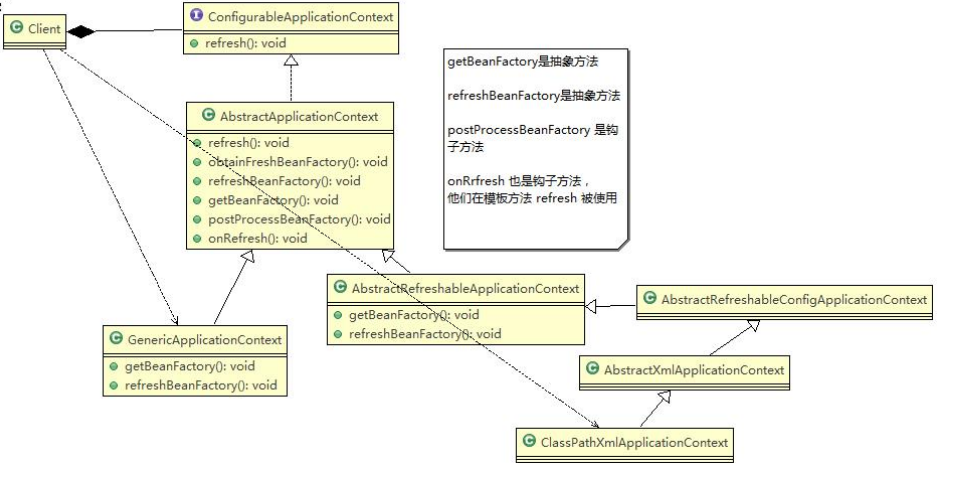 Client
ConfigurableApplicationContext
refresh(): void
AbstractApplicationContext
refresh(): void
obtainFreshBeanFactory(): void
refreshBeanFactory(): void
getBeanFactory(): void
postProcessBeanFactory(): void
onRefresh(): void
getBeanFactory是抽象方法
refreshBeanFactory是抽象方法
postProcessBeanFactory 是钩
子方法
onRrfresh 也是钩子方法，
他们在模板方法 refresh 被使用
AbstractRefreshableApplicationContext
getBeanFactory(): void
refreshBeanFactory(): void
AbstractRefreshableConfigApplicationContext
GenericApplicationContext
getBeanFactory(): void
refreshBeanFactory(): void
AbstractXmlApplicationContext
ClassPathXmlApplicationContext